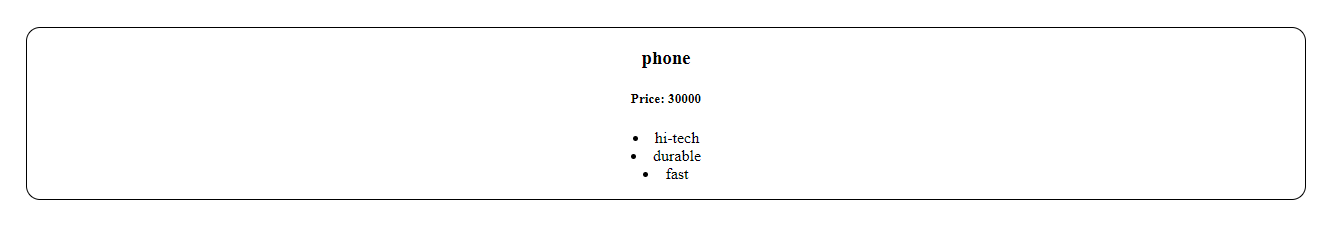 phone
Price: 30000
• hi-tech
• durable
• fast